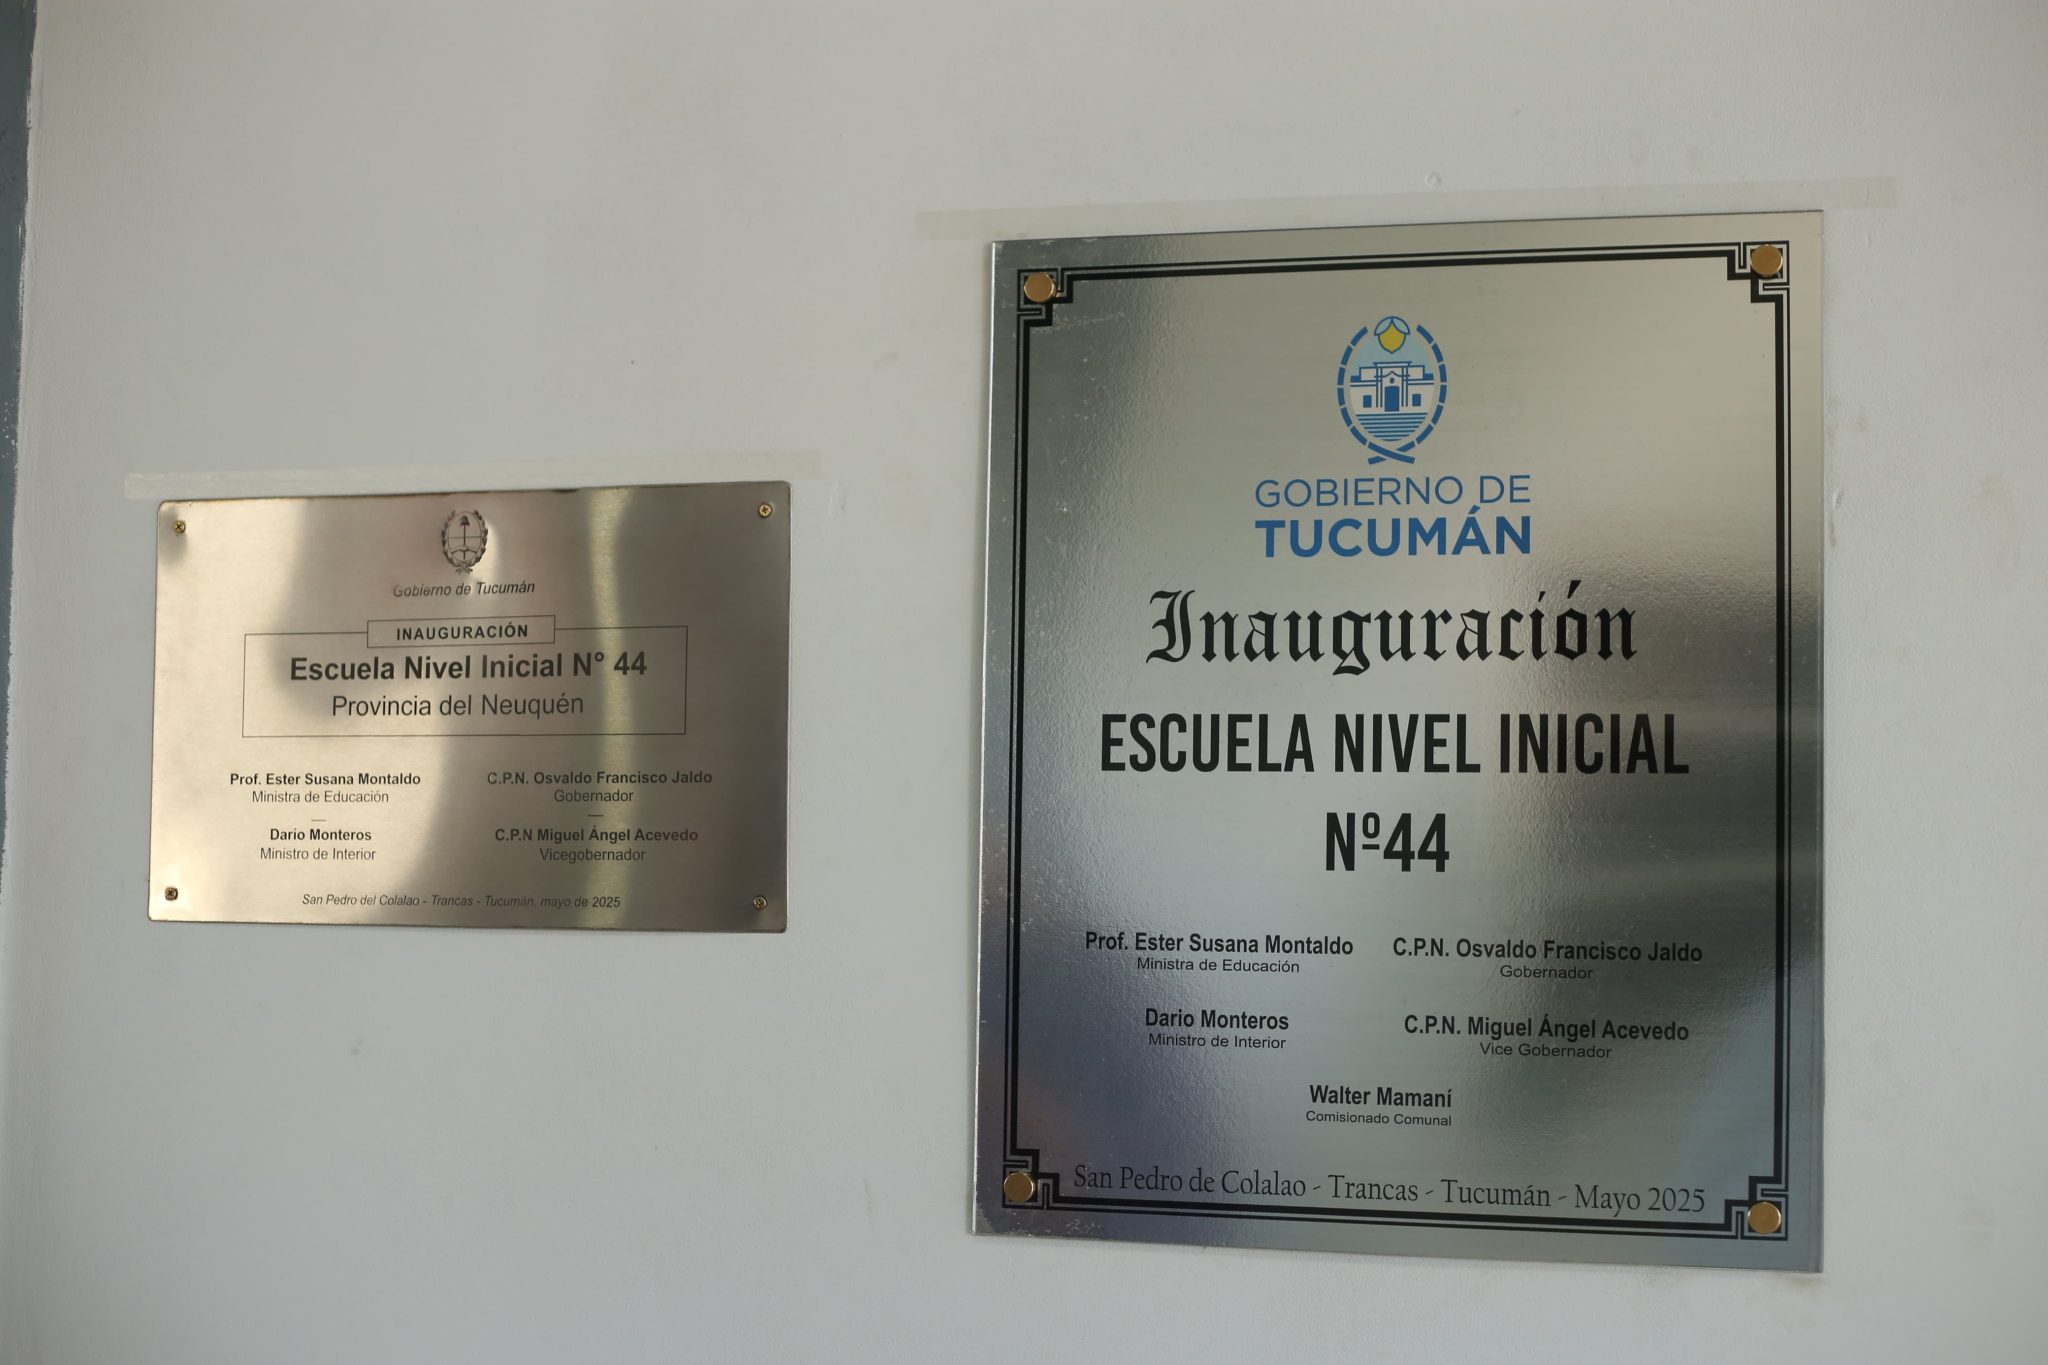 Gobierno de Tucumán
INAUGURACIÓN
Escuela Nivel Inicial N° 44
Provincia del Neuquén
Prof. Ester Susana Montaldo
Ministra de Educación
C.P.N. Osvaldo Francisco Jaldo
Gobernador
Dario Monteros
Ministro de Interior
C.P.N Miguel Ángel Acevedo
Vicegobernador
San Pedro del Colalao - Trancas - Tucumán, mayo de 2025
GOBIERNO DE
TUCUMÁN
Inauguración
ESCUELA NIVEL INICIAL
Nº44
Prof. Ester Susana Montaldo
Ministra de Educación
C.P.N. Osvaldo Francisco Jaldo
Gobernador
Dario Monteros
Ministro de Interior
C.P.N. Miguel Ángel Acevedo
Vice Gobernador
Walter Mamaní
Comisionado Comunal
San Pedro de Colalao - Trancas - Tucumán - Mayo 2025